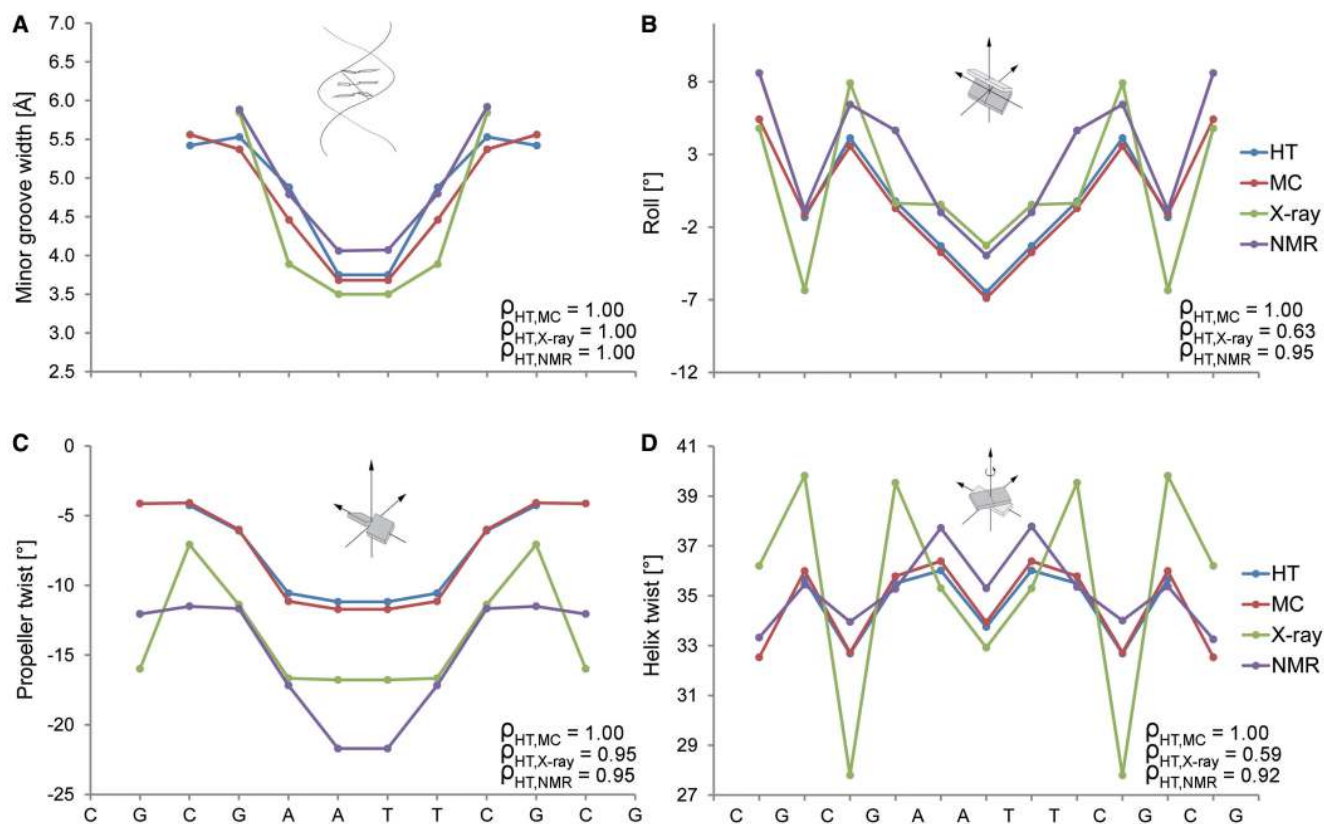 A
7.0
6.5
6.0
5.5
5.0
4.5
4.0
3.5
3.0
2.5
Minor groove width [Å]
ρHT,MC = 1.00
ρHT,X-ray = 1.00
ρHT,NMR = 1.00
B
8
3
-2
-7
-12
Roll [°]
HT
MC
X-ray
NMR
ρHT,MC = 1.00
ρHT,X-ray = 0.63
ρHT,NMR = 0.95
C
0
-5
-10
-15
-20
-25
Propeller twist [°]
ρHT,MC = 1.00
ρHT,X-ray = 0.95
ρHT,NMR = 0.95
C G C G A A T T C G C G
D
41
39
37
35
33
31
29
27
Helix twist [°]
HT
MC
X-ray
NMR
ρHT,MC = 1.00
ρHT,X-ray = 0.59
ρHT,NMR = 0.92
C G C G A A T T C G C G